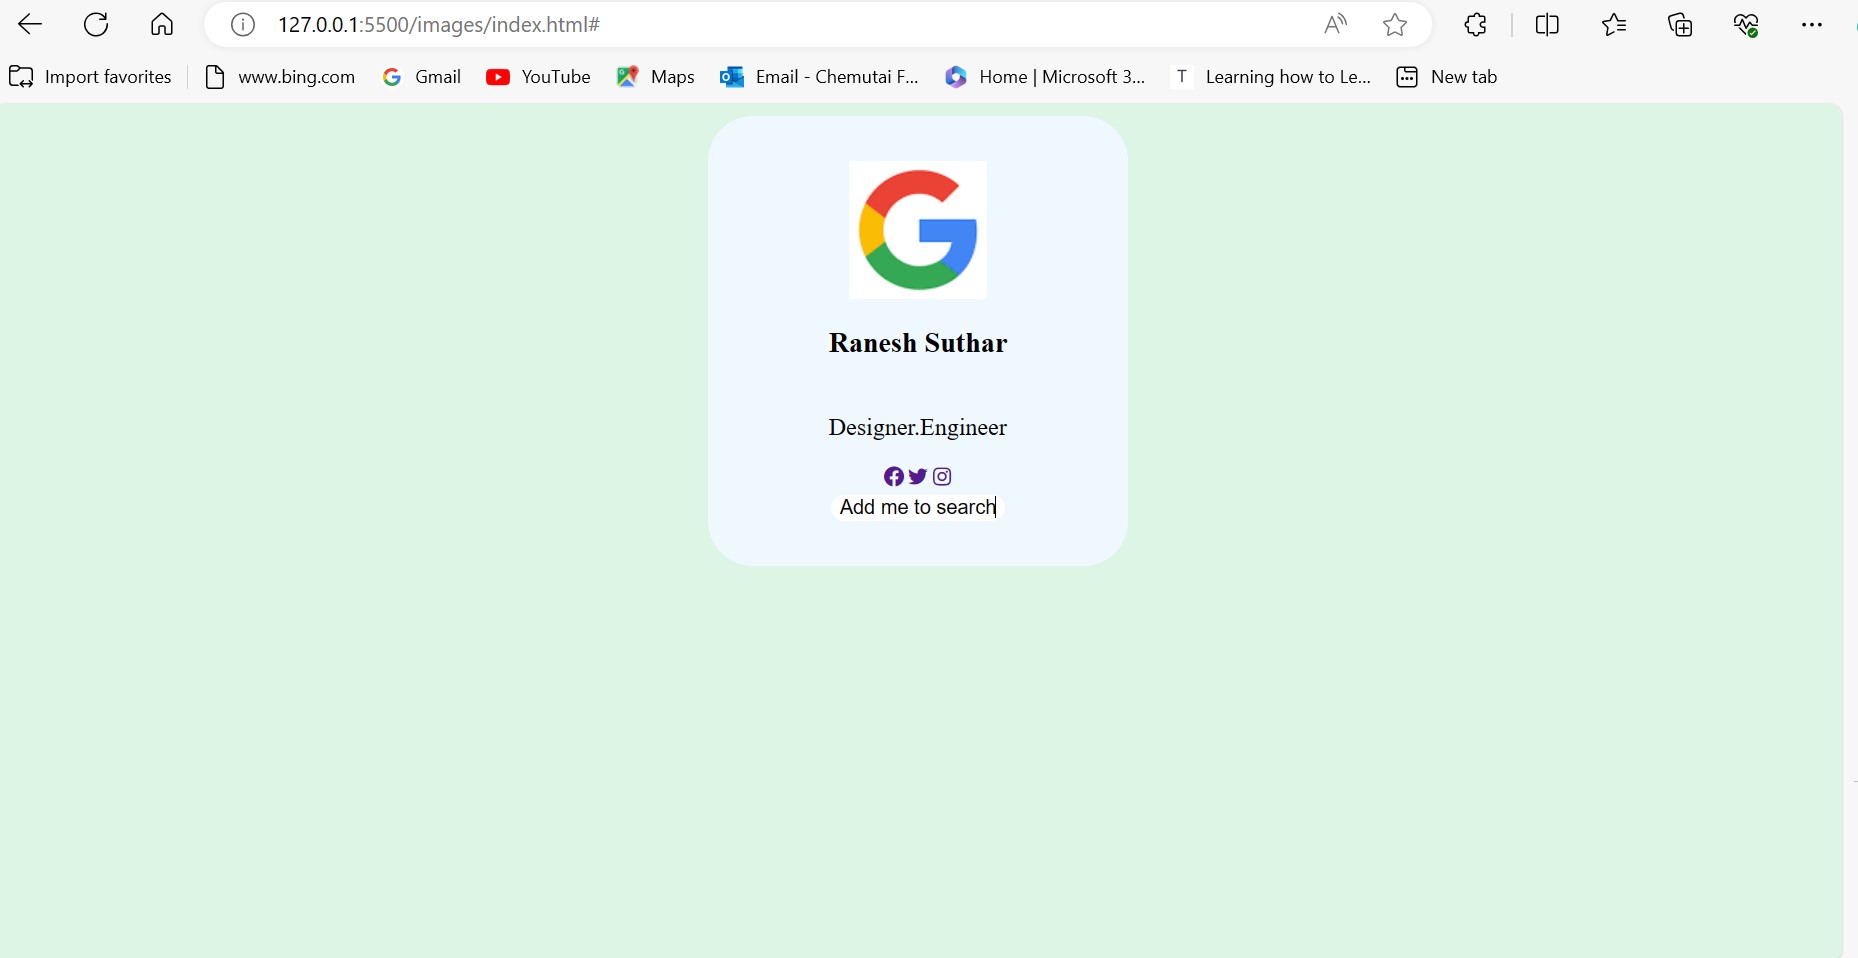 127.0.0.1:5500/images/index.html#
Import favorites www.bing.com Gmail YouTube Maps Email - Chemutai F... Home | Microsoft 3... T Learning how to Le... New tab
Ranesh Suthar
Designer.Engineer
Add me to search